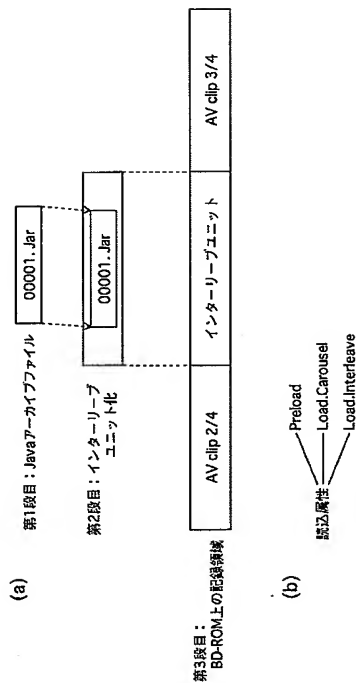 (a)
第1段目：Javaアーカイブファイル
00001. Jar
第2段目：インターリーブ
ユニット化
00001. Jar
第3段目：
BD-ROM上の記録領域
AV clip 2/4
インターリーブユニット
AV clip 3/4
(b)
読込属性
Preload
Load.Carousel
Load.Interleave